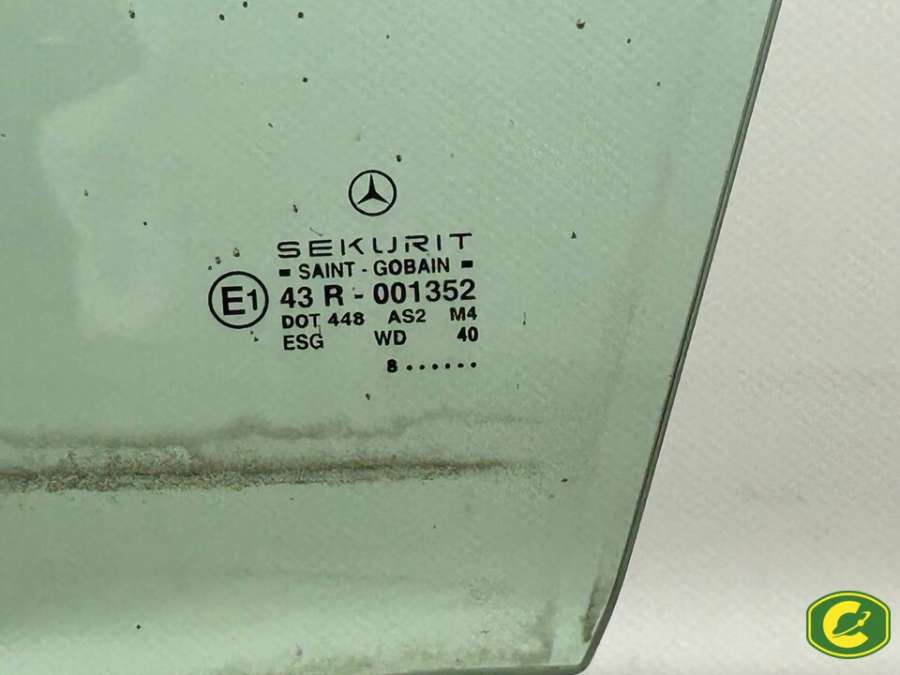 SEKURIT
SAINT - GOBAIN
E1 43 R - 001352
DOT 448 AS2 M4
ESG WD 40
8 . . . . . .
C